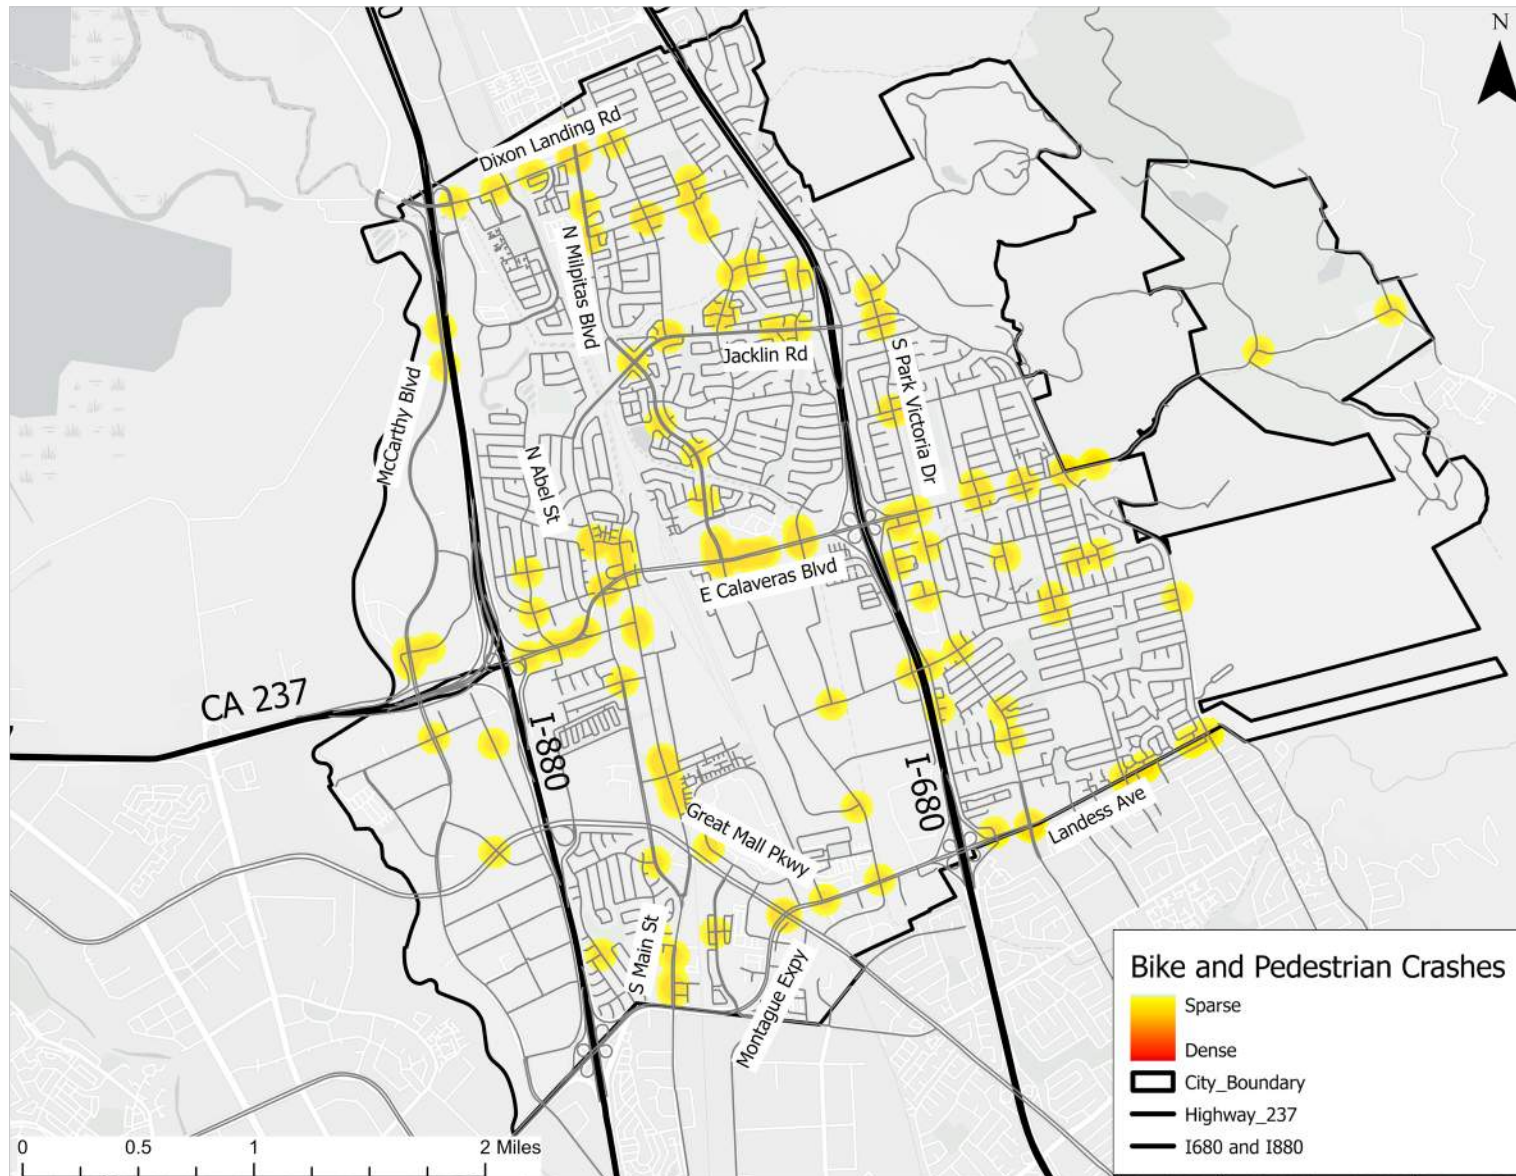 N
Dixon Landing Rd
N Milpitas Blvd
Jacklin Rd
S Park Victoria Dr
McCarthy Blvd
N Abel St
E Calaveras Blvd
CA 237
I-880
I-680
Great Mall Pkwy
Landess Ave
S Main St
Montague Expy
Bike and Pedestrian Crashes
Sparse
Dense
City_Boundary
Highway_237
I680 and I880
0 0.5 1 2 Miles